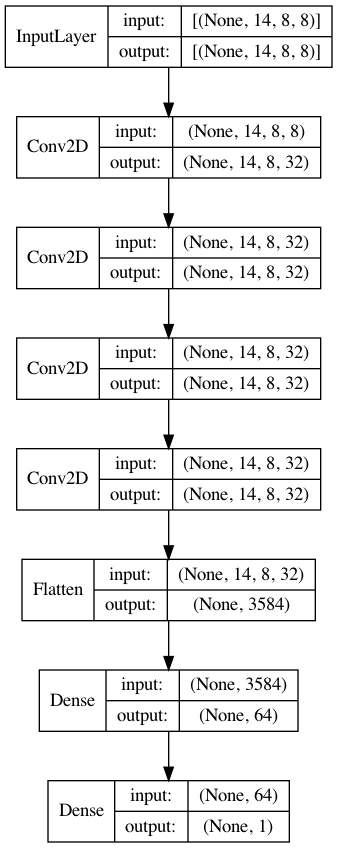 InputLayer input: [(None, 14, 8, 8)]
output: [(None, 14, 8, 8)]
Conv2D input: (None, 14, 8, 8)
output: (None, 14, 8, 32)
Conv2D input: (None, 14, 8, 32)
output: (None, 14, 8, 32)
Conv2D input: (None, 14, 8, 32)
output: (None, 14, 8, 32)
Conv2D input: (None, 14, 8, 32)
output: (None, 14, 8, 32)
Flatten input: (None, 14, 8, 32)
output: (None, 3584)
Dense input: (None, 3584)
output: (None, 64)
Dense input: (None, 64)
output: (None, 1)